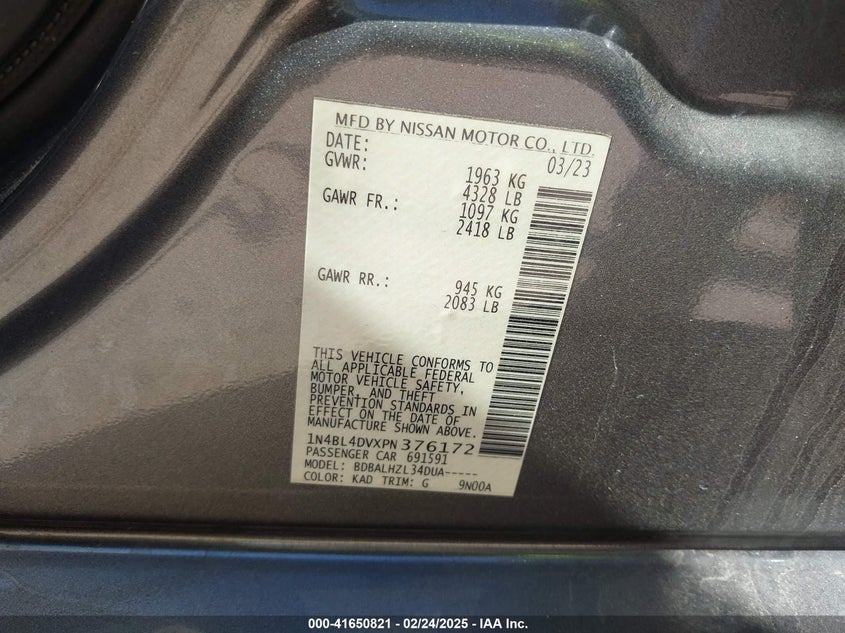 MFD BY NISSAN MOTOR CO., LTD.
DATE: 03/23
GVWR: 1963 KG
4328 LB
GAWR FR.: 1097 KG
2418 LB
GAWR RR.: 945 KG
2083 LB
THIS VEHICLE CONFORMS TO
ALL APPLICABLE FEDERAL
MOTOR VEHICLE SAFETY,
BUMPER, AND THEFT
PREVENTION STANDARDS IN
EFFECT ON THE DATE OF
MANUFACTURE SHOWN ABOVE.
1N4BL4DVXPN376172
PASSENGER CAR 691591
MODEL: BDBALHZL34DUA-----
COLOR: KAD TRIM: G 9N00A
000-41650821 - 02/24/2025 - IAA Inc.